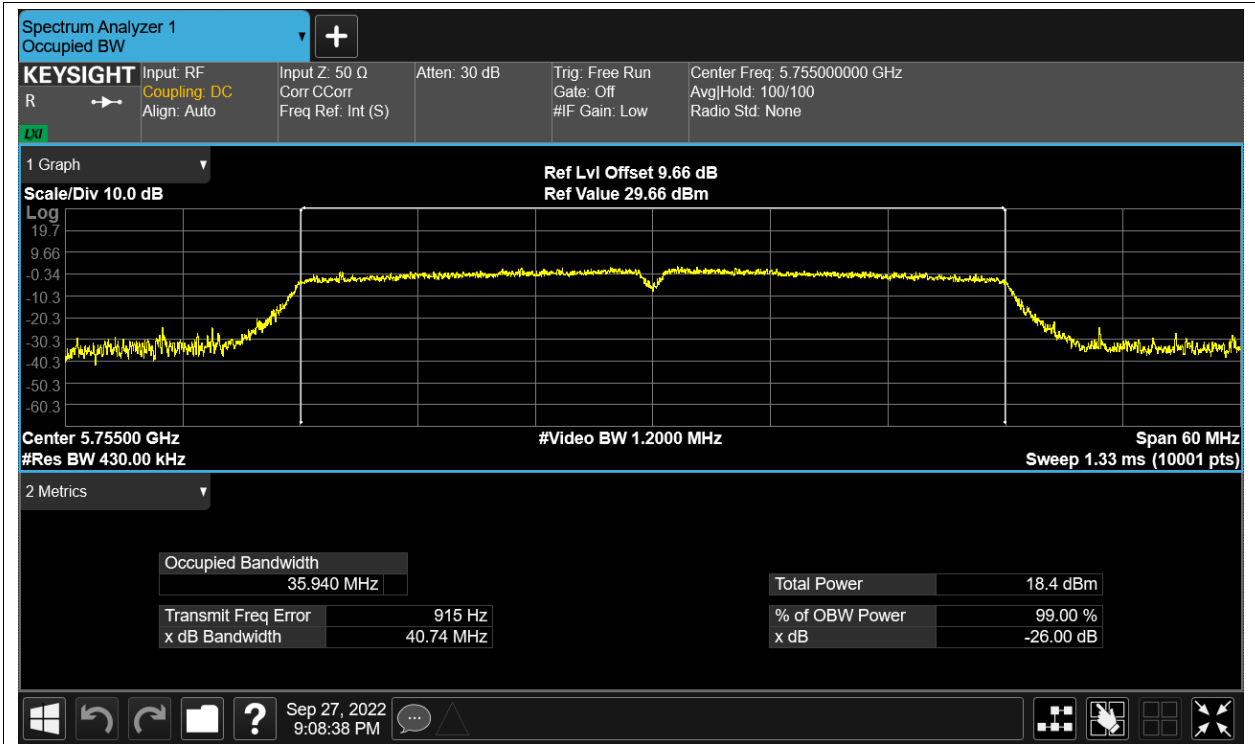 Spectrum Analyzer 1
Occupied BW
KEYSIGHT
R
LXI
Input: RF
Coupling: DC
Align: Auto
Input Z: 50 Ω
Corr CCorr
Freq Ref: Int (S)
Atten: 30 dB
Trig: Free Run
Gate: Off
#IF Gain: Low
Center Freq: 5.755000000 GHz
Avg|Hold: 100/100
Radio Std: None
1 Graph
Scale/Div 10.0 dB
Ref Lvl Offset 9.66 dB
Ref Value 29.66 dBm
Log
19.7
9.66
-0.34
-10.3
-20.3
-30.3
-40.3
-50.3
-60.3
Center 5.75500 GHz
#Video BW 1.2000 MHz
Span 60 MHz
#Res BW 430.00 kHz
Sweep 1.33 ms (10001 pts)
2 Metrics
Occupied Bandwidth
35.940 MHz
Total Power 18.4 dBm
Transmit Freq Error 915 Hz
% of OBW Power 99.00 %
x dB Bandwidth 40.74 MHz
x dB -26.00 dB
?
Sep 27, 2022
9:08:38 PM